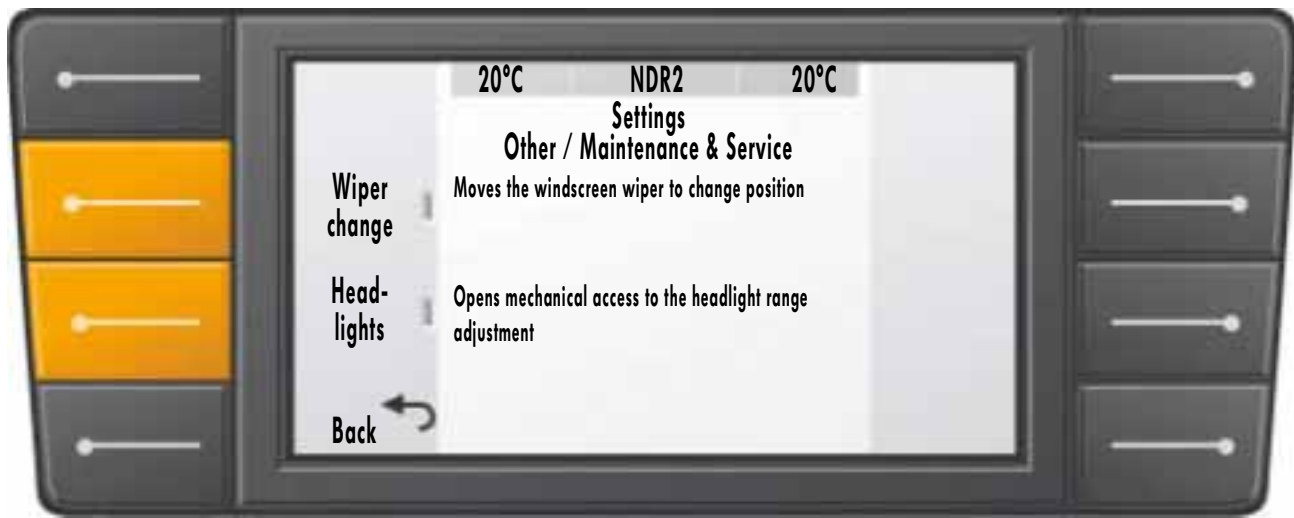 20°C NDR2 20°C
Settings
Other / Maintenance & Service
Wiper
change
Moves the windscreen wiper to change position
Head-
lights
Opens mechanical access to the headlight range
adjustment
Back